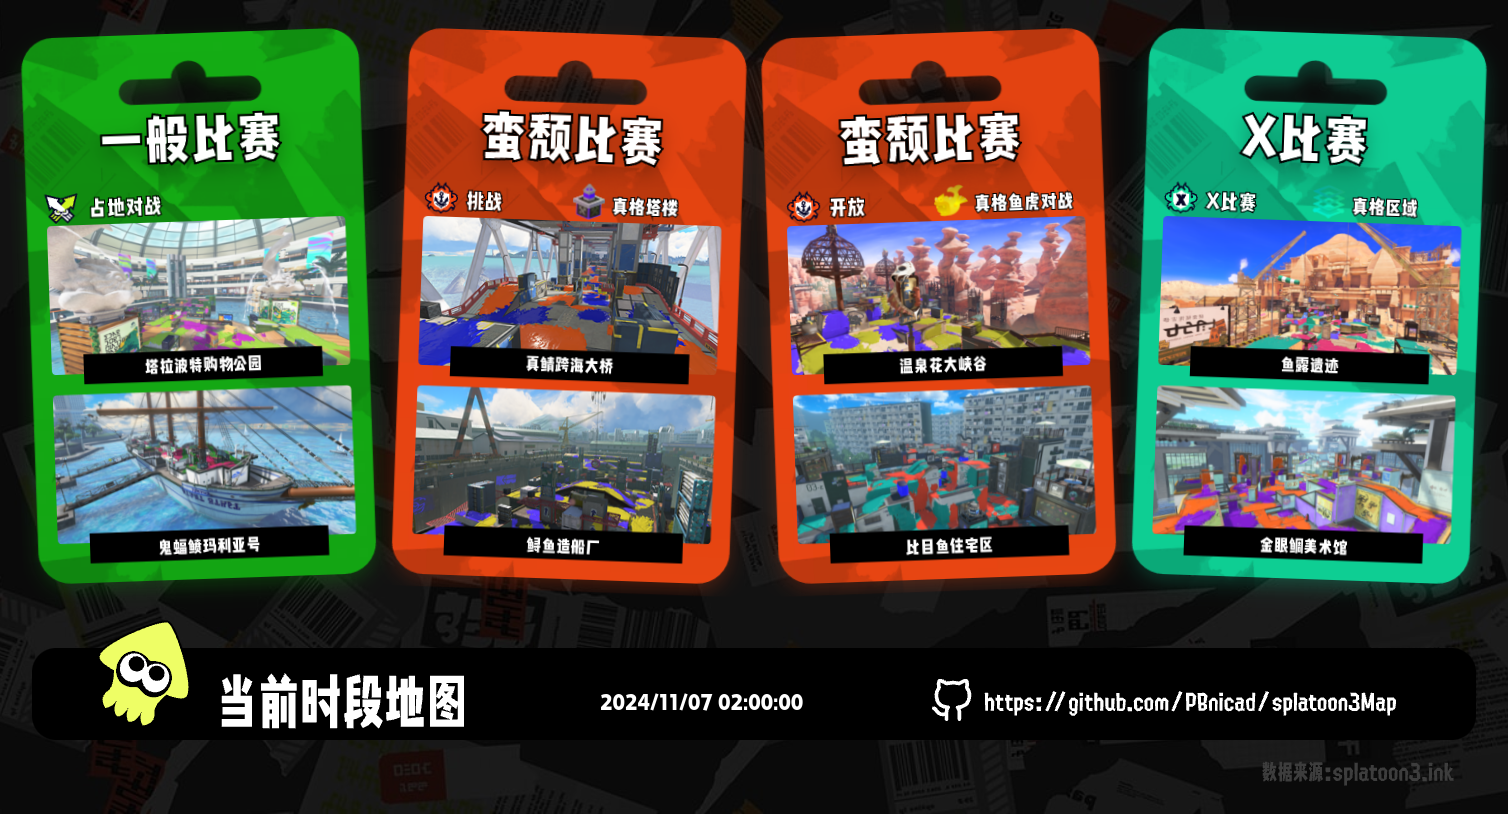 一般比赛
占地对战
塔拉波特购物公园
鬼蝠鲼玛利亚号
蛮颓比赛
挑战
真格塔楼
真鲭跨海大桥
鲟鱼造船厂
蛮颓比赛
开放
真格鱼虎对战
温泉花大峡谷
比目鱼住宅区
X比赛
X比赛
真格区域
鱼露遗迹
金眼鲷美术馆
当前时段地图
2024/11/07 02:00:00
https://github.com/PBnicad/splatoon3Map
数据来源:splatoon3.ink